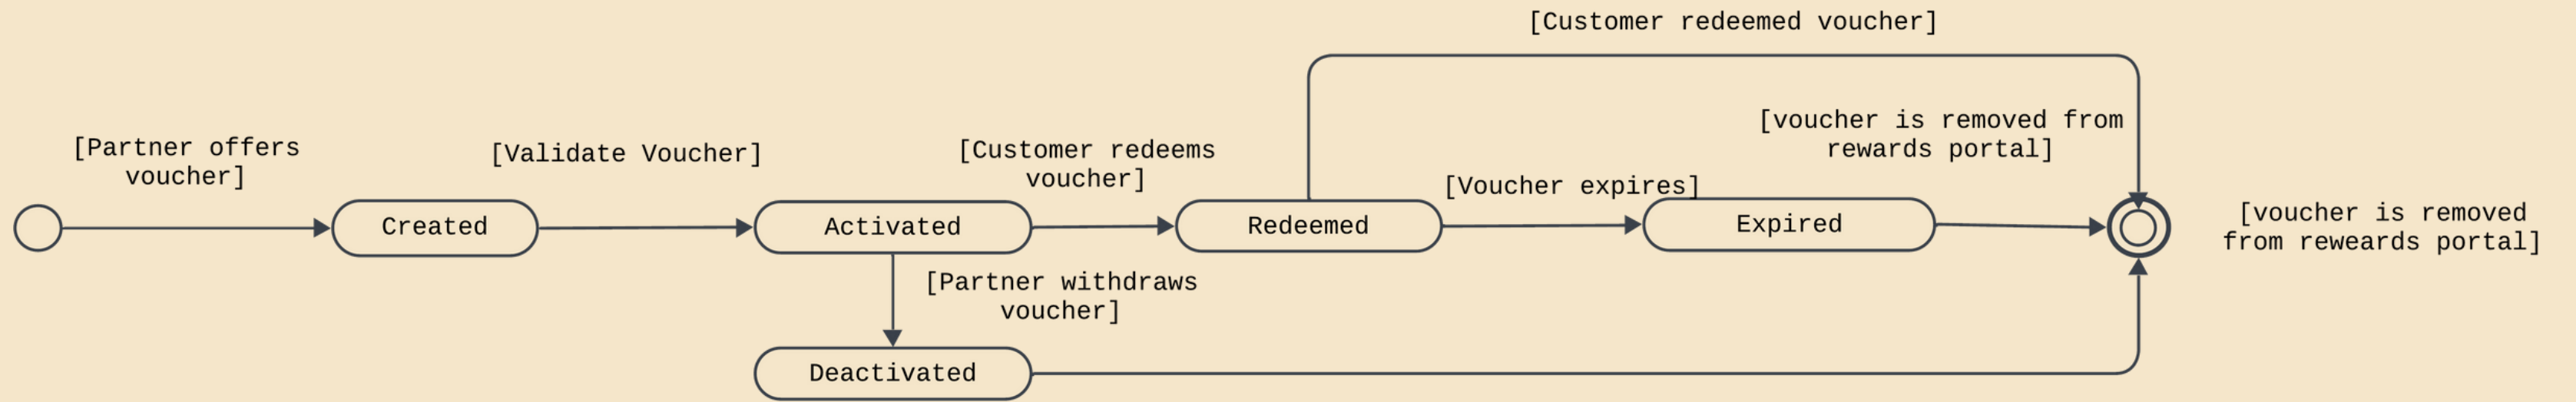 [Customer redeemed voucher]
[Partner offers
voucher]
[Validate Voucher]
[Customer redeems
voucher]
[Voucher expires]
[voucher is removed from
rewards portal]
Created
Activated
Redeemed
Expired
[voucher is removed
from reweards portal]
[Partner withdraws
voucher]
Deactivated